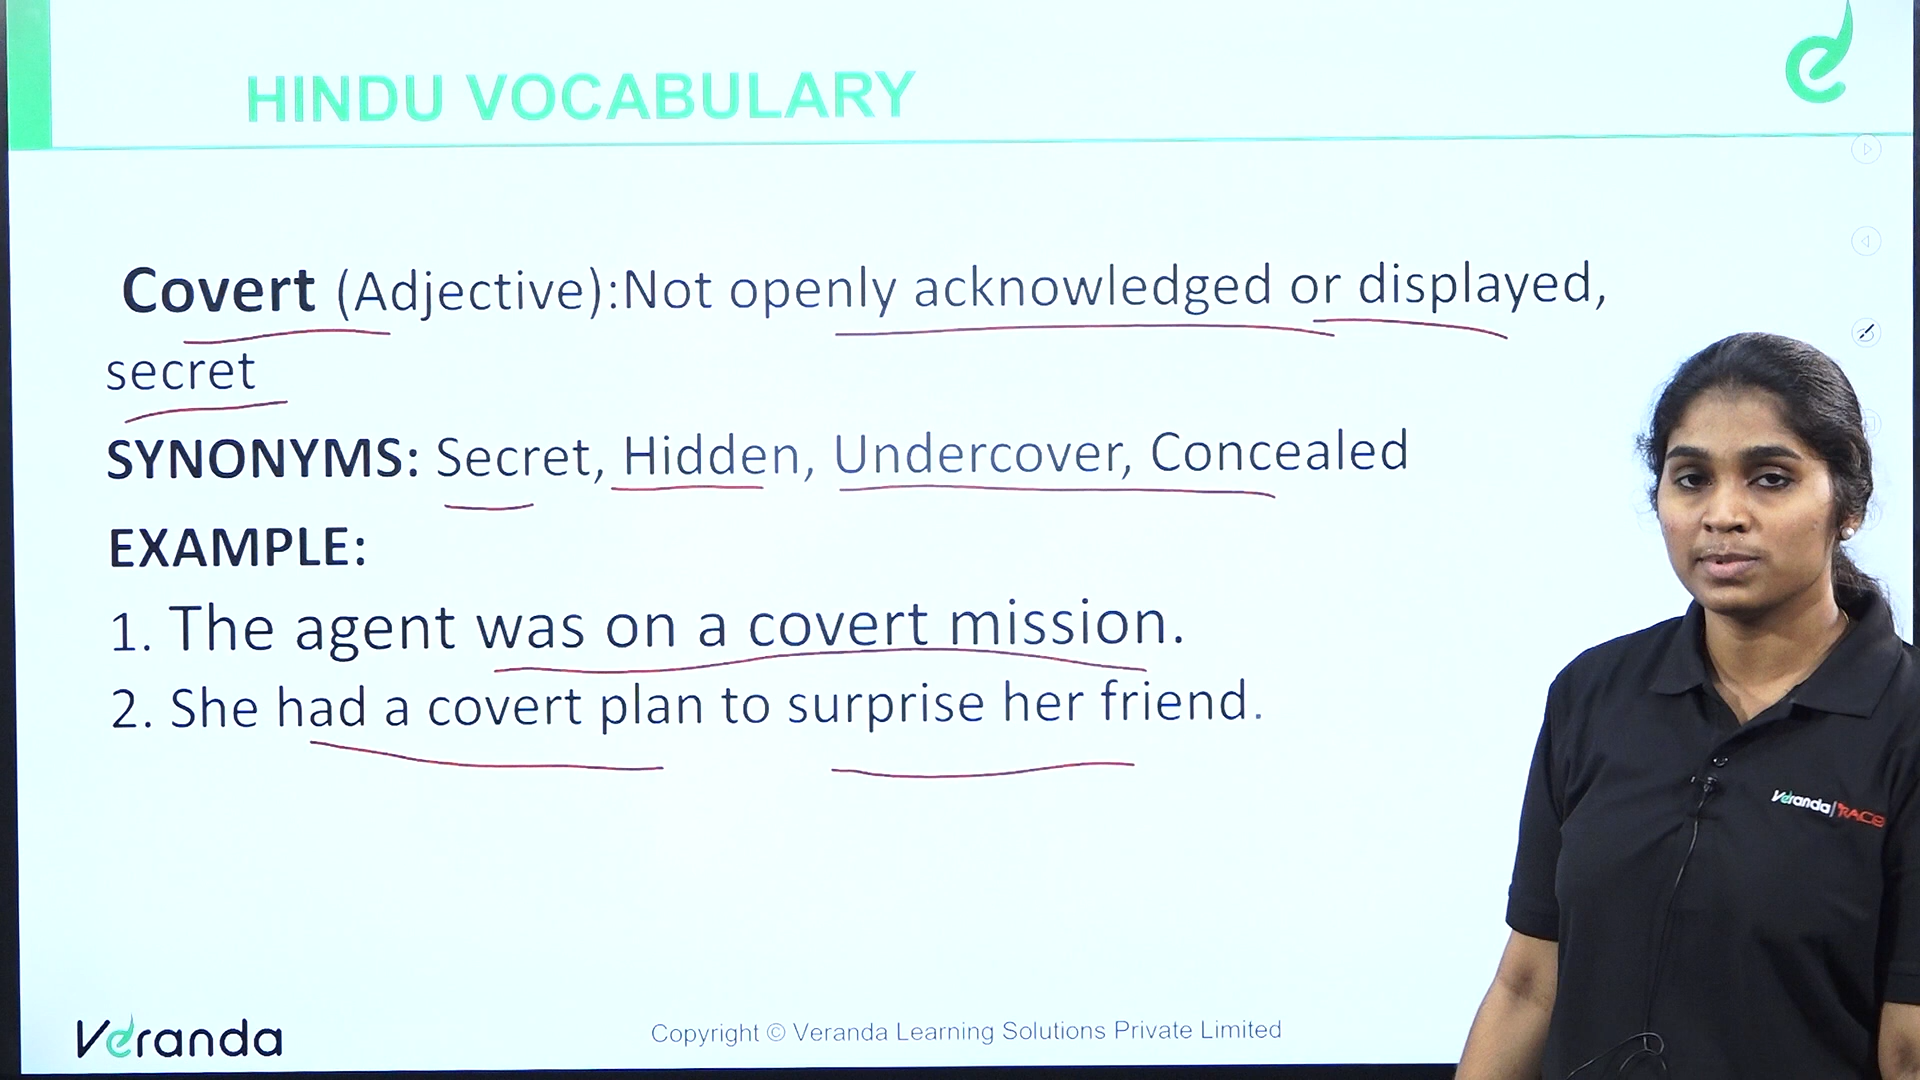 HINDU VOCABULARY
Covert (Adjective):Not openly acknowledged or displayed,
secret
SYNONYMS: Secret, Hidden, Undercover, Concealed
EXAMPLE:
1. The agent was on a covert mission.
2. She had a covert plan to surprise her friend.
Veranda|RACE
Veranda
Copyright © Veranda Learning Solutions Private Limited